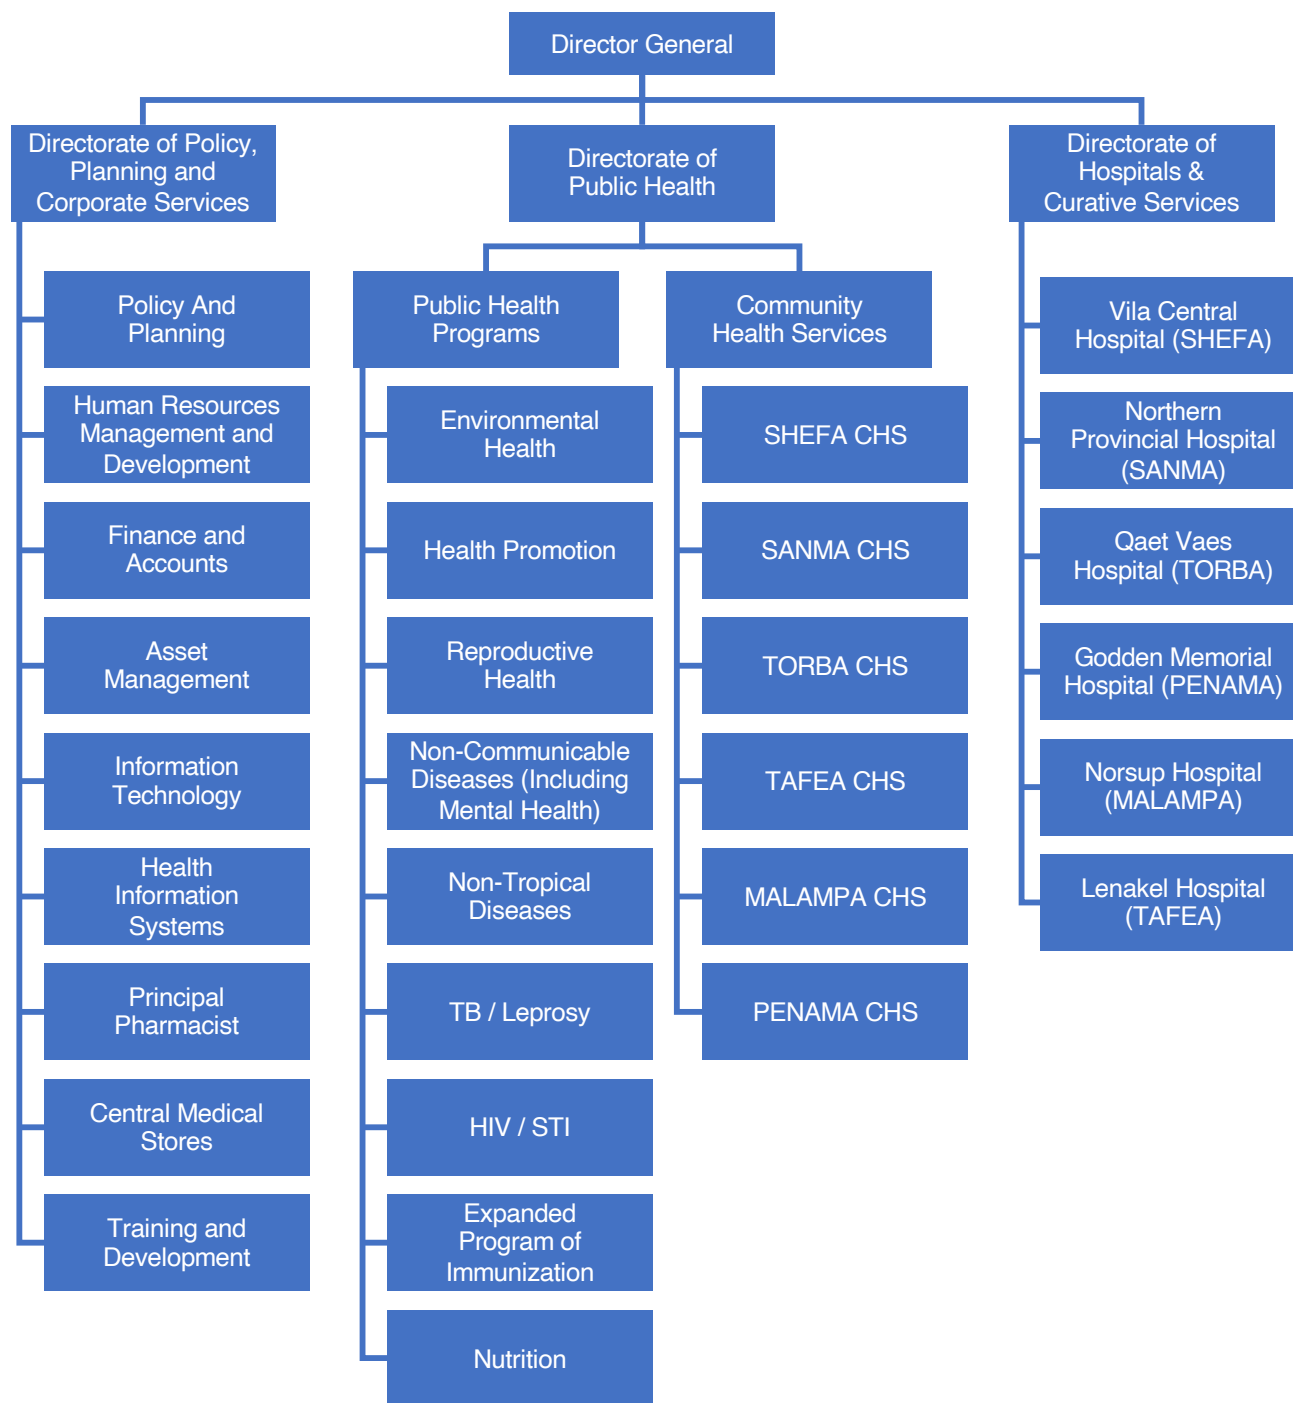 Director General
Directorate of Policy,
Planning and
Corporate Services
Directorate of
Public Health
Directorate of
Hospitals &
Curative Services
Policy And
Planning
Human Resources
Management and
Development
Finance and
Accounts
Asset
Management
Information
Technology
Health
Information
Systems
Principal
Pharmacist
Central Medical
Stores
Training and
Development
Public Health
Programs
Environmental
Health
Health Promotion
Reproductive
Health
Non-Communicable
Diseases (Including
Mental Health)
Non-Tropical
Diseases
TB / Leprosy
HIV / STI
Expanded
Program of
Immunization
Nutrition
Community
Health Services
SHEFA CHS
SANMA CHS
TORBA CHS
TAFEA CHS
MALAMPA CHS
PENAMA CHS
Vila Central
Hospital (SHEFA)
Northern
Provincial Hospital
(SANMA)
Qaet Vaes
Hospital (TORBA)
Godden Memorial
Hospital (PENAMA)
Norsup Hospital
(MALAMPA)
Lenakel Hospital
(TAFEA)